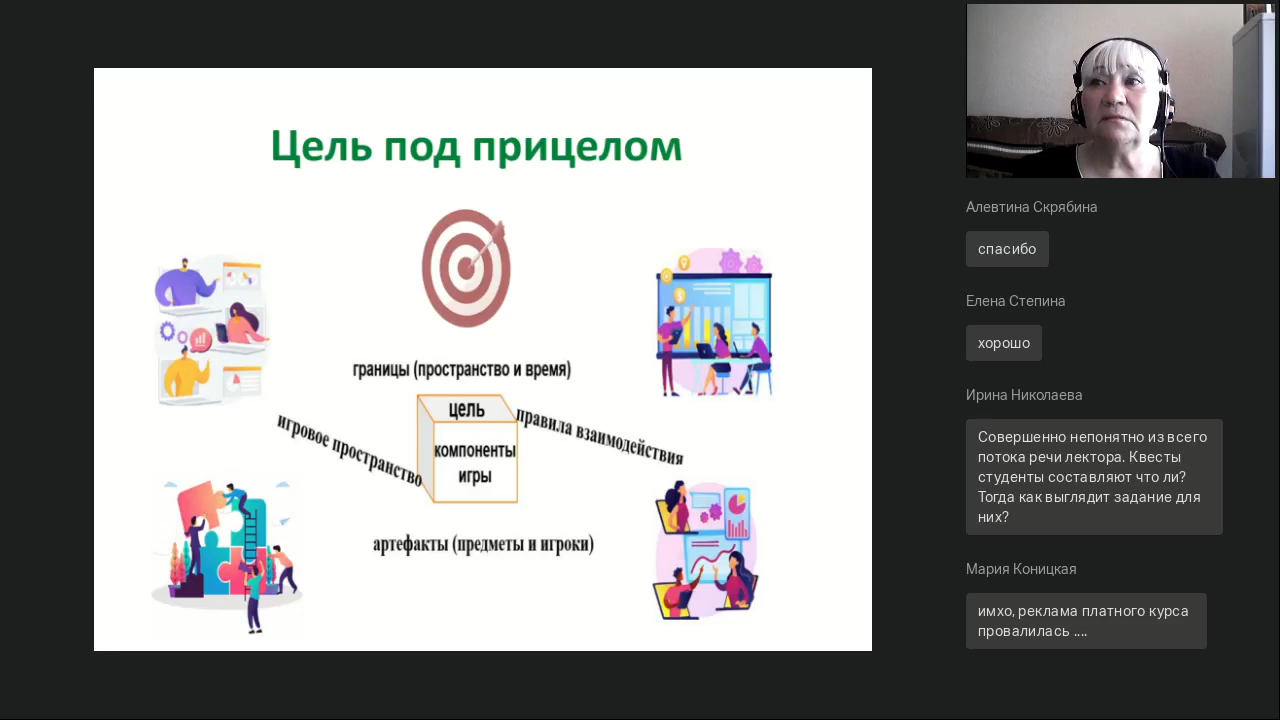 Цель под прицелом
границы (пространство и время)
игровое пространство
цель
компоненты
игры
правила взаимодействия
артефакты (предметы и игроки)
Алевтина Скрябина
спасибо
Елена Степина
хорошо
Ирина Николаева
Совершенно непонятно из всего
потока речи лектора. Квесты
студенты составляют что ли?
Тогда как выглядит задание для
них?
Мария Коницкая
имхо, реклама платного курса
провалилась ....